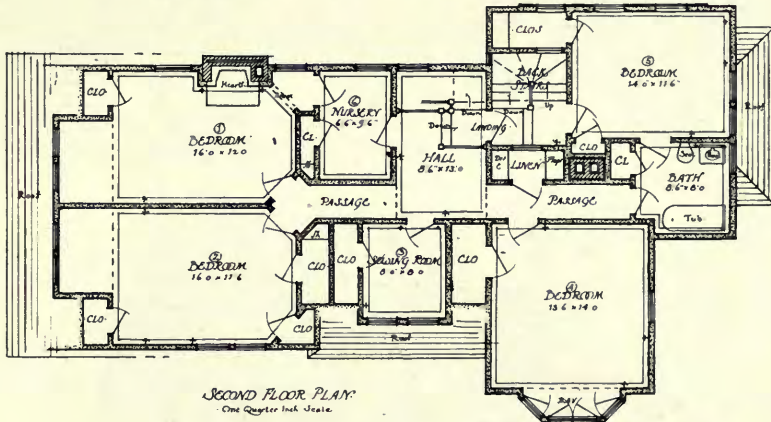 CLOS
BACK
STAIRS
Up
⑤
BEDROOM
14·0" x 11'·6"
Roof
CLO
Hearth
①
BEDROOM
16'·0 x 12·0
CL
⑥
NURSERY
6·6 x 9'·6"
Down
Down
Down
LANDING
HALL
8'·6" x 13'·0
LINEN
CLO
CL
BATH
8'·6" x 8·0
Tub
Roof
PASSAGE
PASSAGE
②
BEDROOM
16·0 x 11'·6
CLO
CLO
③
SEWING ROOM
8·0 x 8·0
CLO
④
BEDROOM
13·6 x 14·0
CLO
CLO
Roof
BAY
SECOND FLOOR PLAN·
·One Quarter Inch Scale